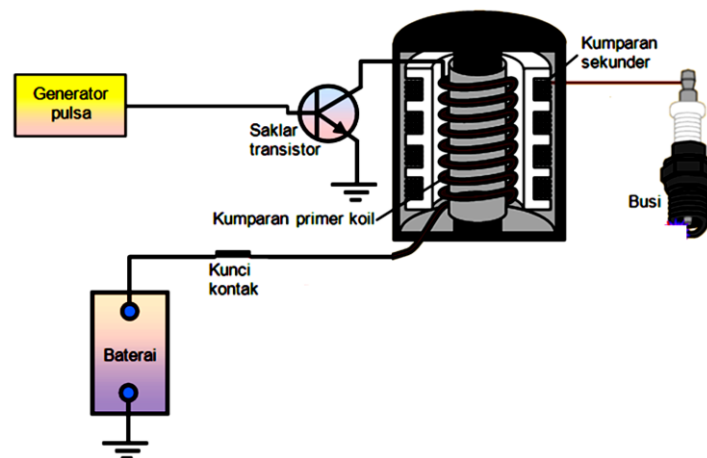 Kumparan
sekunder
Generator
pulsa
Saklar
transistor
Kumparan primer koil
Busi
Kunci
kontak
Baterai